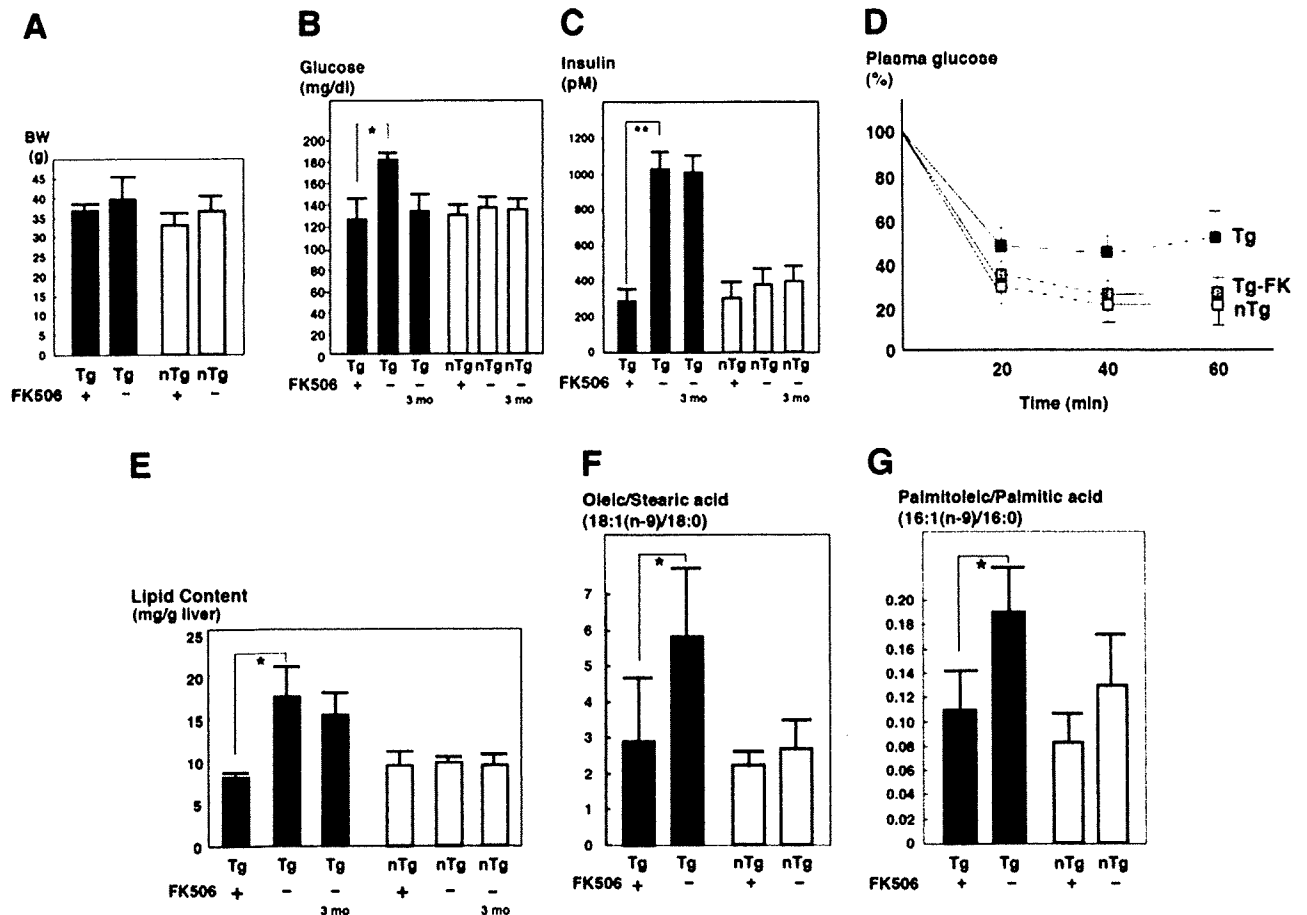 A
BW
(g)
45
40
35
30
25
20
15
10
5
0
Tg Tg nTg nTg
FK506 + − + −
B
Glucose
(mg/dl)
*
200
180
160
140
120
100
80
60
40
20
0
Tg Tg Tg nTg nTg nTg
FK506 + − + −
3 mo 3 mo
C
Insulin
(pM)
**
1200
1000
800
600
400
200
0
Tg Tg Tg nTg nTg nTg
FK506 + − + −
3 mo 3 mo
D
Plasma glucose
(%)
100
80
60
40
20
0
Tg
Tg-FK
nTg
20 40 60
Time (min)
E
Lipid Content
(mg/g liver)
*
25
20
15
10
5
0
Tg Tg Tg nTg nTg nTg
FK506 + − − + − −
3 mo 3 mo
F
Oleic/Stearic acid
(18:1(n-9)/18:0)
*
7
6
5
4
3
2
1
0
Tg Tg nTg nTg
FK506 + − + −
G
Palmitoleic/Palmitic acid
(16:1(n-9)/16:0)
*
0.20
0.18
0.16
0.14
0.12
0.10
0.08
0.06
0.04
0.02
0
Tg Tg nTg nTg
FK506 + − + −